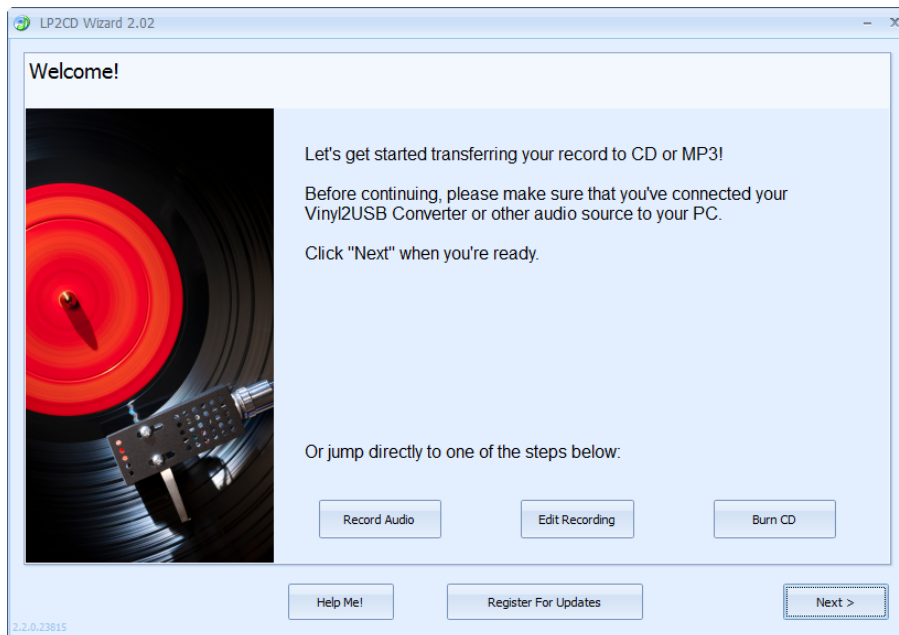 LP2CD Wizard 2.02
Welcome!
Let's get started transferring your record to CD or MP3!
Before continuing, please make sure that you've connected your
Vinyl2USB Converter or other audio source to your PC.
Click "Next" when you're ready.
Or jump directly to one of the steps below:
Record Audio
Edit Recording
Burn CD
Help Me!
Register For Updates
Next >
2.2.0.23815